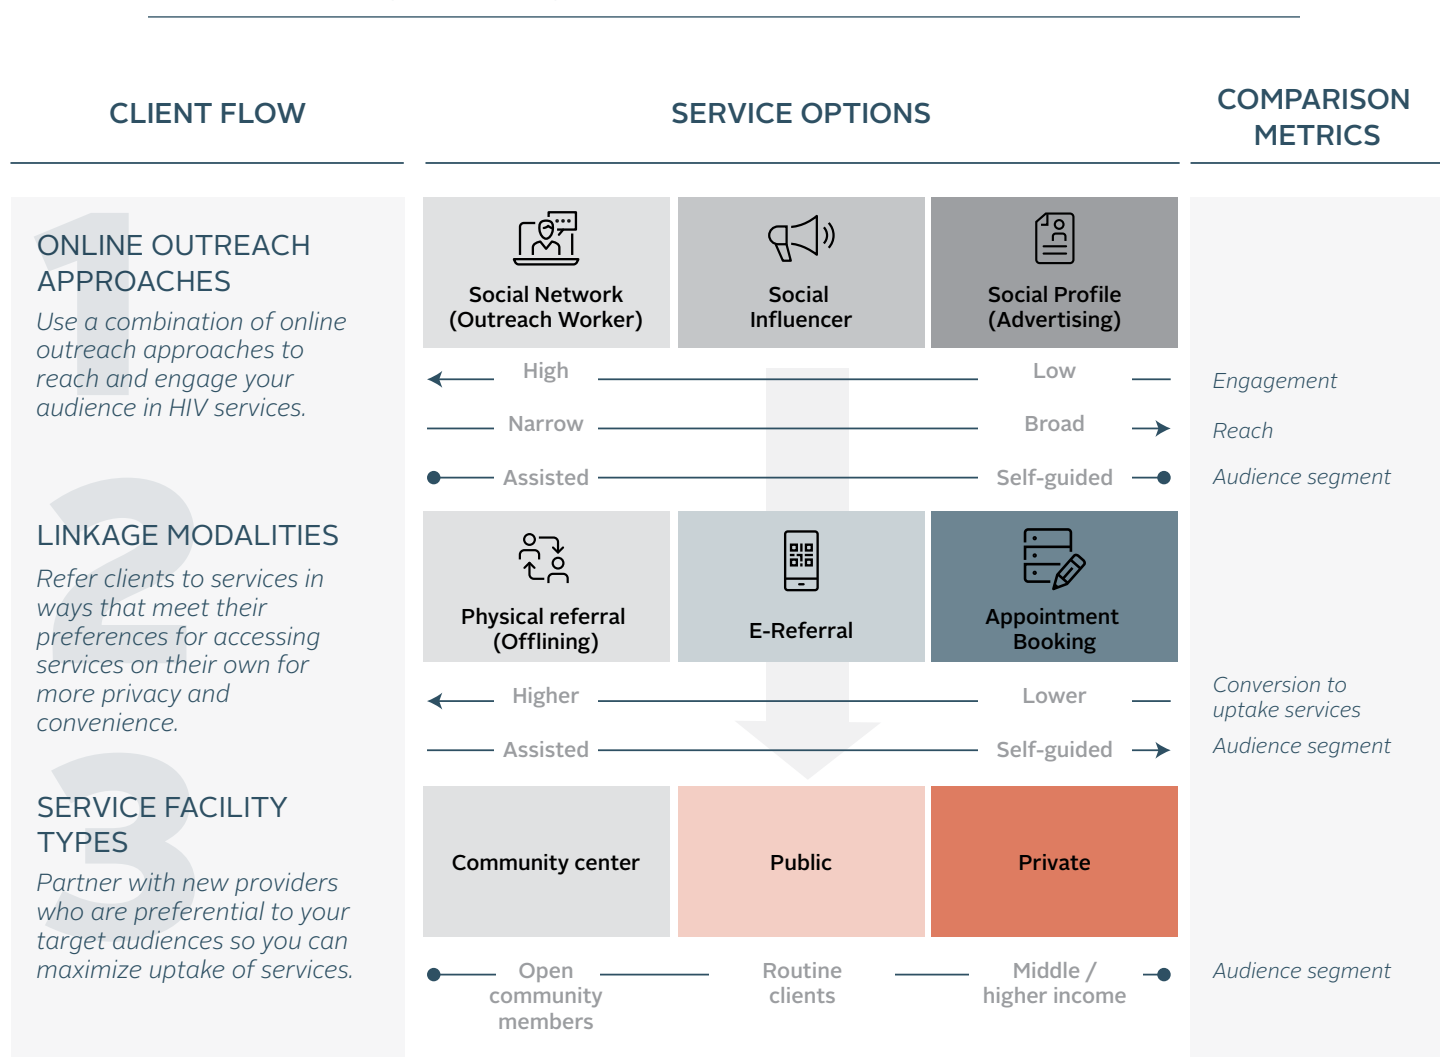 CLIENT FLOW
SERVICE OPTIONS
COMPARISON
METRICS
1
ONLINE OUTREACH
APPROACHES
Use a combination of online
outreach approaches to
reach and engage your
audience in HIV services.
Social Network
(Outreach Worker)
Social
Influencer
Social Profile
(Advertising)
High
Low
Engagement
Narrow
Broad
Reach
Assisted
Self-guided
Audience segment
2
LINKAGE MODALITIES
Refer clients to services in
ways that meet their
preferences for accessing
services on their own for
more privacy and
convenience.
Physical referral
(Offlining)
E-Referral
Appointment
Booking
Higher
Lower
Conversion to
uptake services
Assisted
Self-guided
Audience segment
3
SERVICE FACILITY
TYPES
Partner with new providers
who are preferential to your
target audiences so you can
maximize uptake of services.
Community center
Public
Private
Open
community
members
Routine
clients
Middle /
higher income
Audience segment